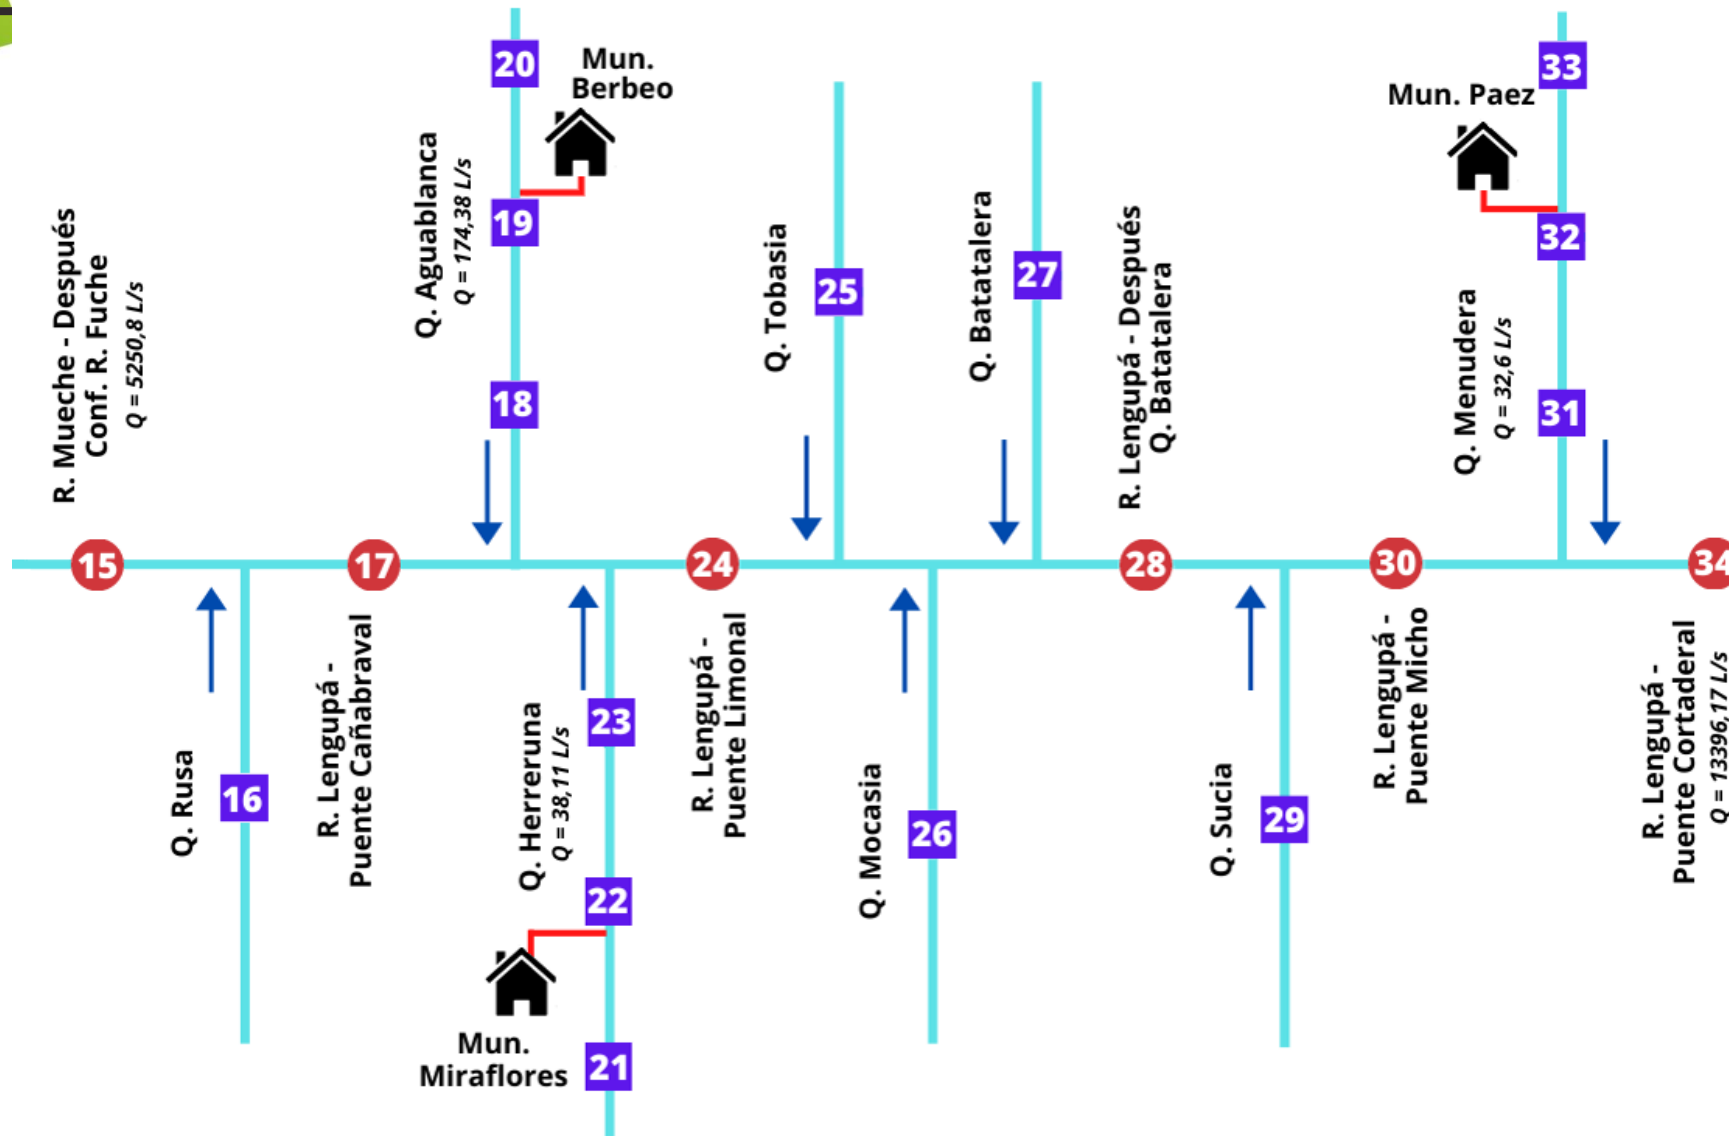 20
Mun.
Berbeo
33
Mun. Paez
R. Mueche - Después
Conf. R. Fuche
Q = 5250,8 L/s
Q. Aguablanca
Q = 174,38 L/s
19
18
Q. Tobasia
25
Q. Batatalera
27
R. Lengupá - Después
Q. Batatalera
32
Q. Menudera
Q = 32,6 L/s
31
15
17
24
28
30
34
Q. Rusa
16
R. Lengupá -
Puente Cañabraval
Q. Herreruna
Q = 38,11 L/s
23
22
R. Lengupá -
Puente Limonal
Q. Mocasia
26
Q. Sucia
29
R. Lengupá -
Puente Micho
R. Lengupá -
Puente Cortaderal
Q = 13396,17 L/s
Mun.
Miraflores
21